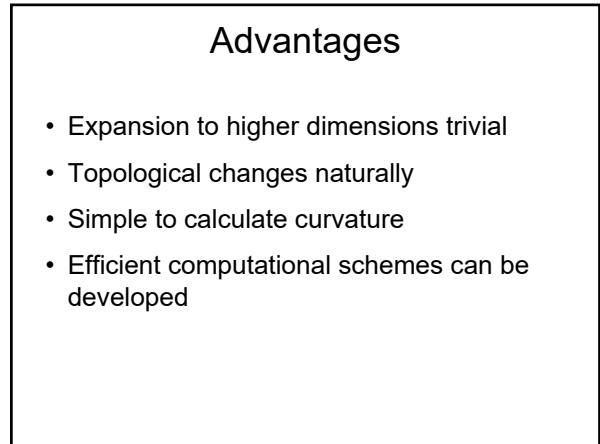 Advantages
• Expansion to higher dimensions trivial
• Topological changes naturally
• Simple to calculate curvature
• Efficient computational schemes can be
developed